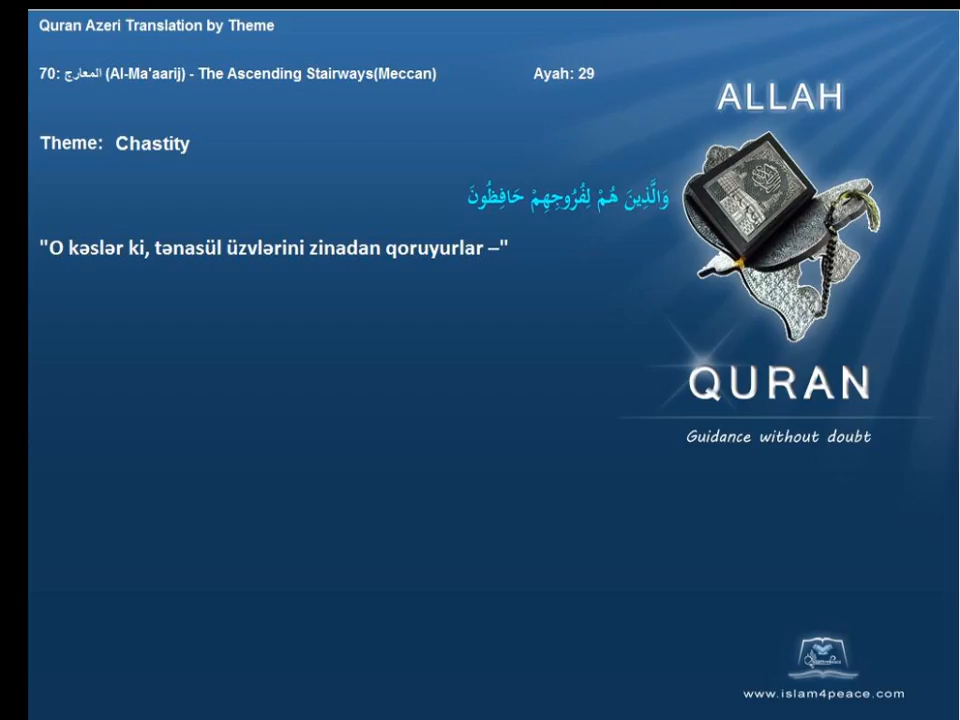 Quran Azeri Translation by Theme
70: المعارج (Al-Ma'aarij) - The Ascending Stairways(Meccan) Ayah: 29
ALLAH
Theme: Chastity
وَالَّذِينَ هُمْ لِفُرُوجِهِمْ حَافِظُونَ
"O kəslər ki, tənasül üzvlərini zinadan qoruyurlar –"
QURAN
Guidance without doubt
www.islam4peace.com